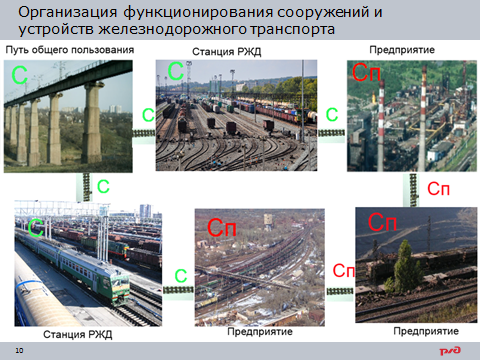 Организация функционирования сооружений и
устройств железнодорожного транспорта
Путь общего пользования
Станция РЖД
Предприятие
С
С
Сп
С
С
С
Сп
С
Сп
Сп
С
Сп
Станция РЖД
Предприятие
Предприятие
10
ржд